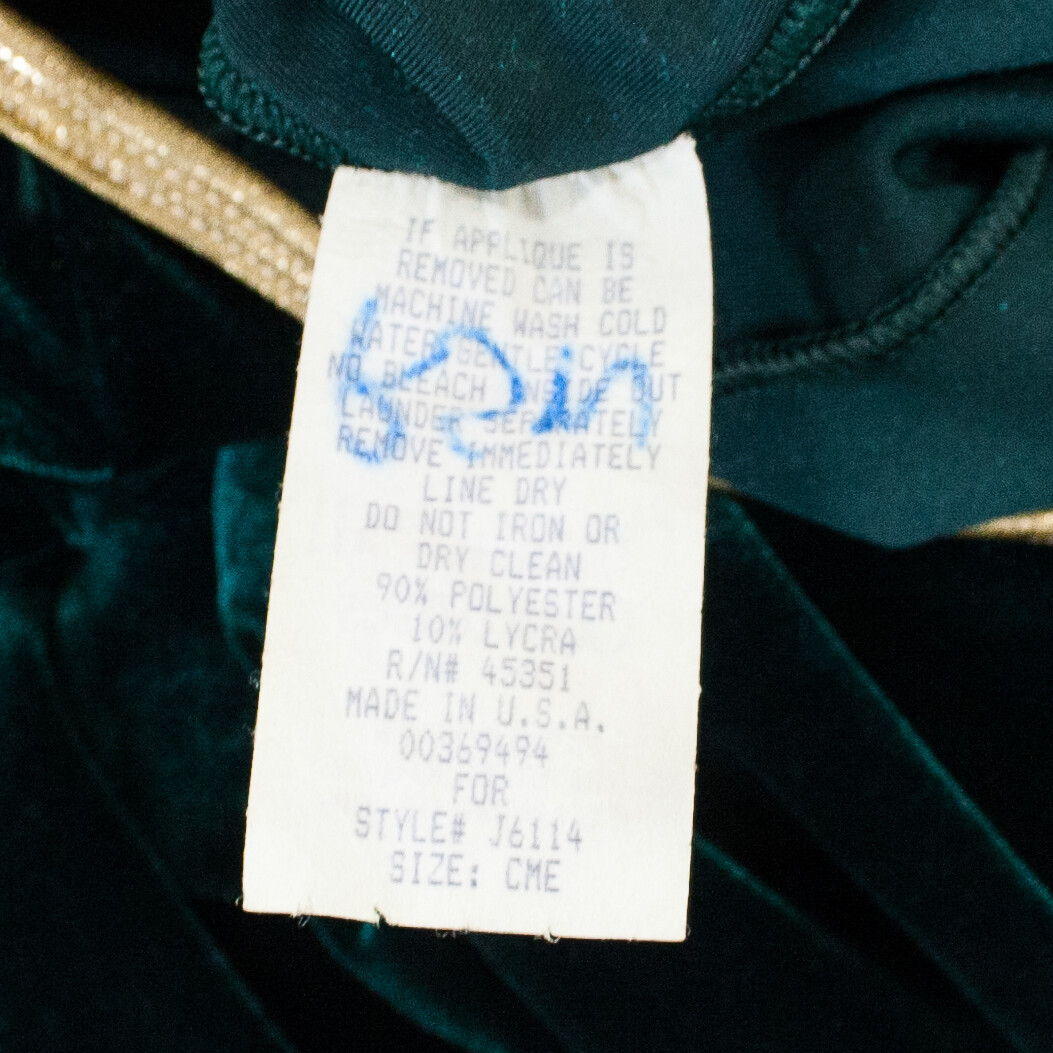 IF APPLIQUE IS
REMOVED CAN BE
MACHINE WASH COLD
WATER GENTLE CYCLE
NO BLEACH INSIDE OUT
LAUNDER SEPARATELY
REMOVE IMMEDIATELY
LINE DRY
DO NOT IRON OR
DRY CLEAN
90% POLYESTER
10% LYCRA
R/N# 45351
MADE IN U.S.A.
00369494
FOR
STYLE# J6114
SIZE: CME